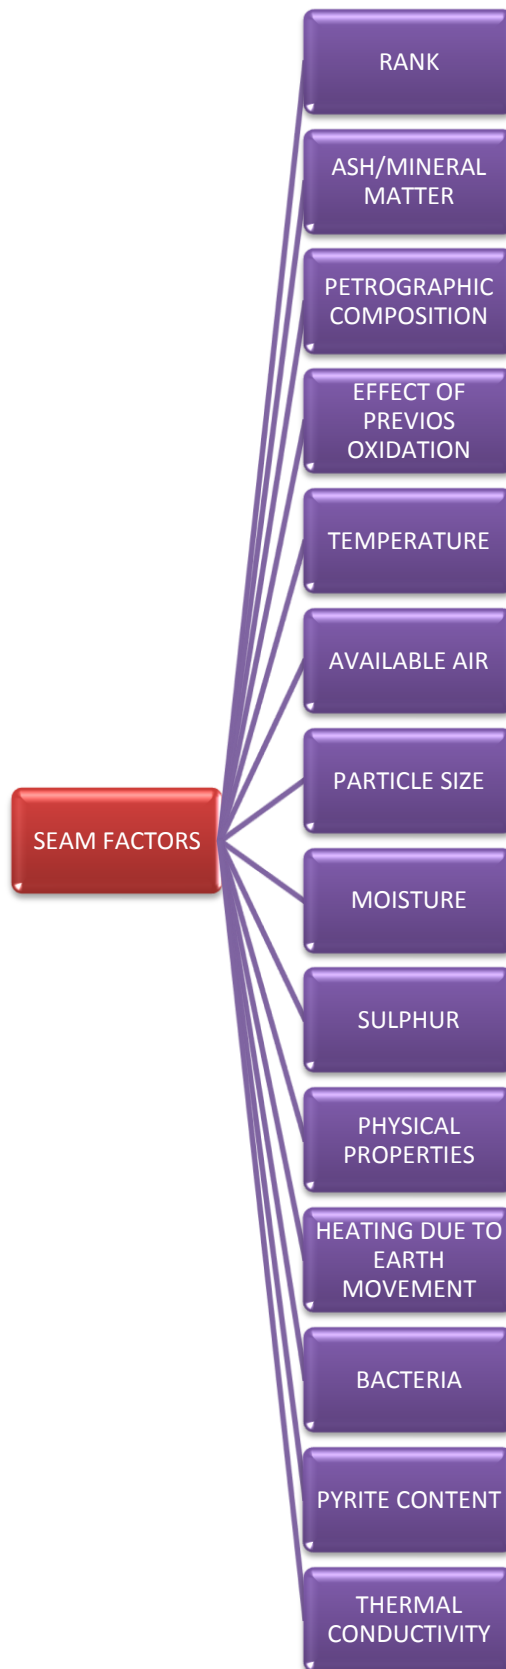 RANK
ASH/MINERAL
MATTER
PETROGRAPHIC
COMPOSITION
EFFECT OF
PREVIOS
OXIDATION
TEMPERATURE
AVAILABLE AIR
PARTICLE SIZE
SEAM FACTORS
MOISTURE
SULPHUR
PHYSICAL
PROPERTIES
HEATING DUE TO
EARTH
MOVEMENT
BACTERIA
PYRITE CONTENT
THERMAL
CONDUCTIVITY